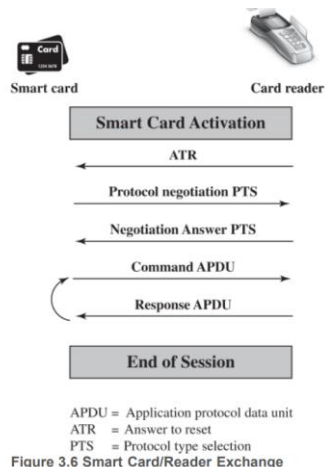 Card
1234 5678
Smart card
Card reader
Smart Card Activation
ATR
Protocol negotiation PTS
Negotiation Answer PTS
Command APDU
Response APDU
End of Session
APDU = Application protocol data unit
ATR = Answer to reset
PTS = Protocol type selection
Figure 3.6 Smart Card/Reader Exchange